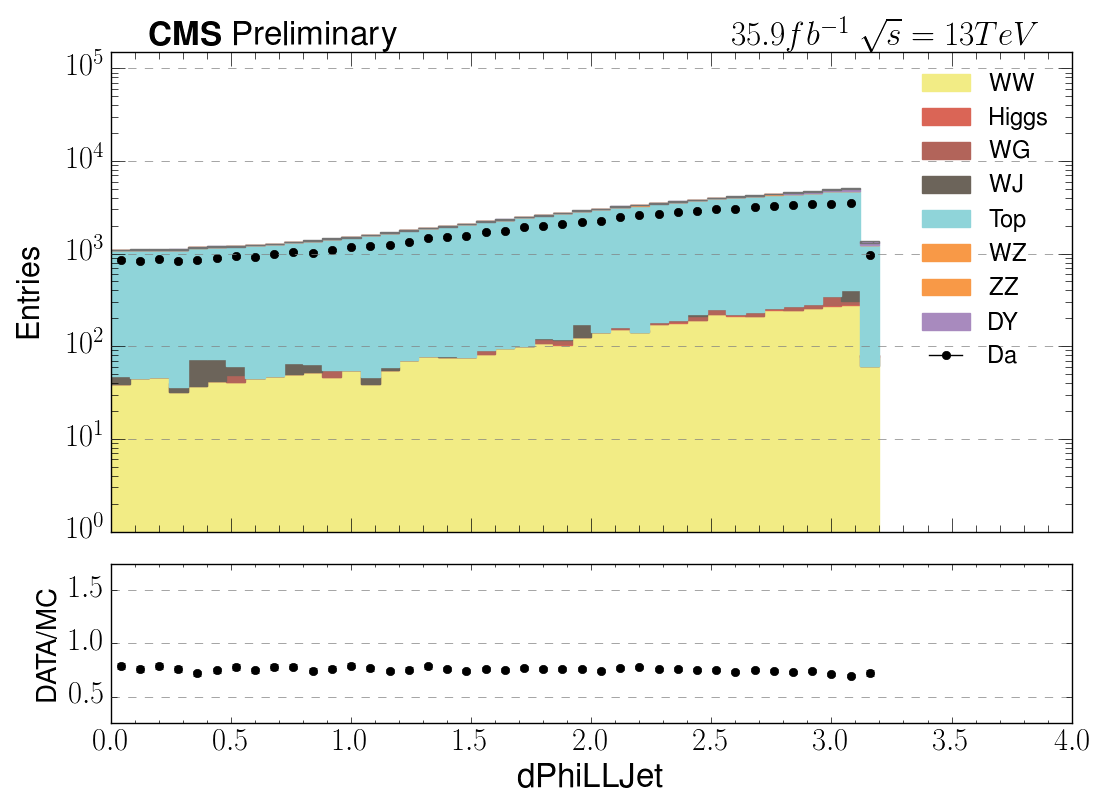 CMS Preliminary 35.9fb⁻¹ √s = 13TeV
10⁵
10⁴
10³
10²
10¹
10⁰
Entries
WW
Higgs
WG
WJ
Top
WZ
ZZ
DY
Da
1.5
1.0
0.5
DATA/MC
0.0 0.5 1.0 1.5 2.0 2.5 3.0 3.5 4.0
dPhiLLJet